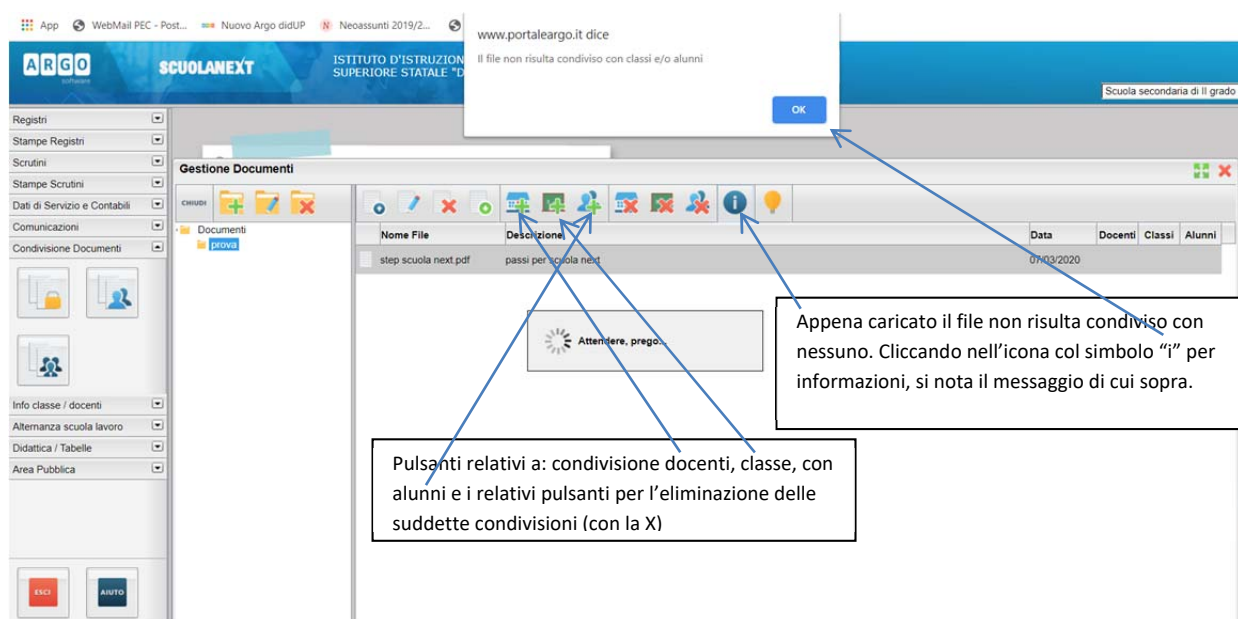 App WebMail PEC - Post... Nuovo Argo didUP Neoassunti 2019/2...
www.portaleargo.it dice
Il file non risulta condiviso con classi e/o alunni
OK
ARGO
software
SCUOLANEXT
ISTITUTO D'ISTRUZION
SUPERIORE STATALE "D
Scuola secondaria di II grado
Registri
Stampe Registri
Scrutini
Stampe Scrutini
Dati di Servizio e Contabili
Comunicazioni
Condivisione Documenti
Info classe / docenti
Alternanza scuola lavoro
Didattica / Tabelle
Area Pubblica
ESCI
AIUTO
Gestione Documenti
CHIUDI
Documenti
prova
Nome File Descrizione Data Docenti Classi Alunni
step scuola next.pdf passi per scuola next 07/03/2020
Attendere, prego...
Appena caricato il file non risulta condiviso con
nessuno. Cliccando nell'icona col simbolo “i” per
informazioni, si nota il messaggio di cui sopra.
Pulsanti relativi a: condivisione docenti, classe, con
alunni e i relativi pulsanti per l'eliminazione delle
suddette condivisioni (con la X)